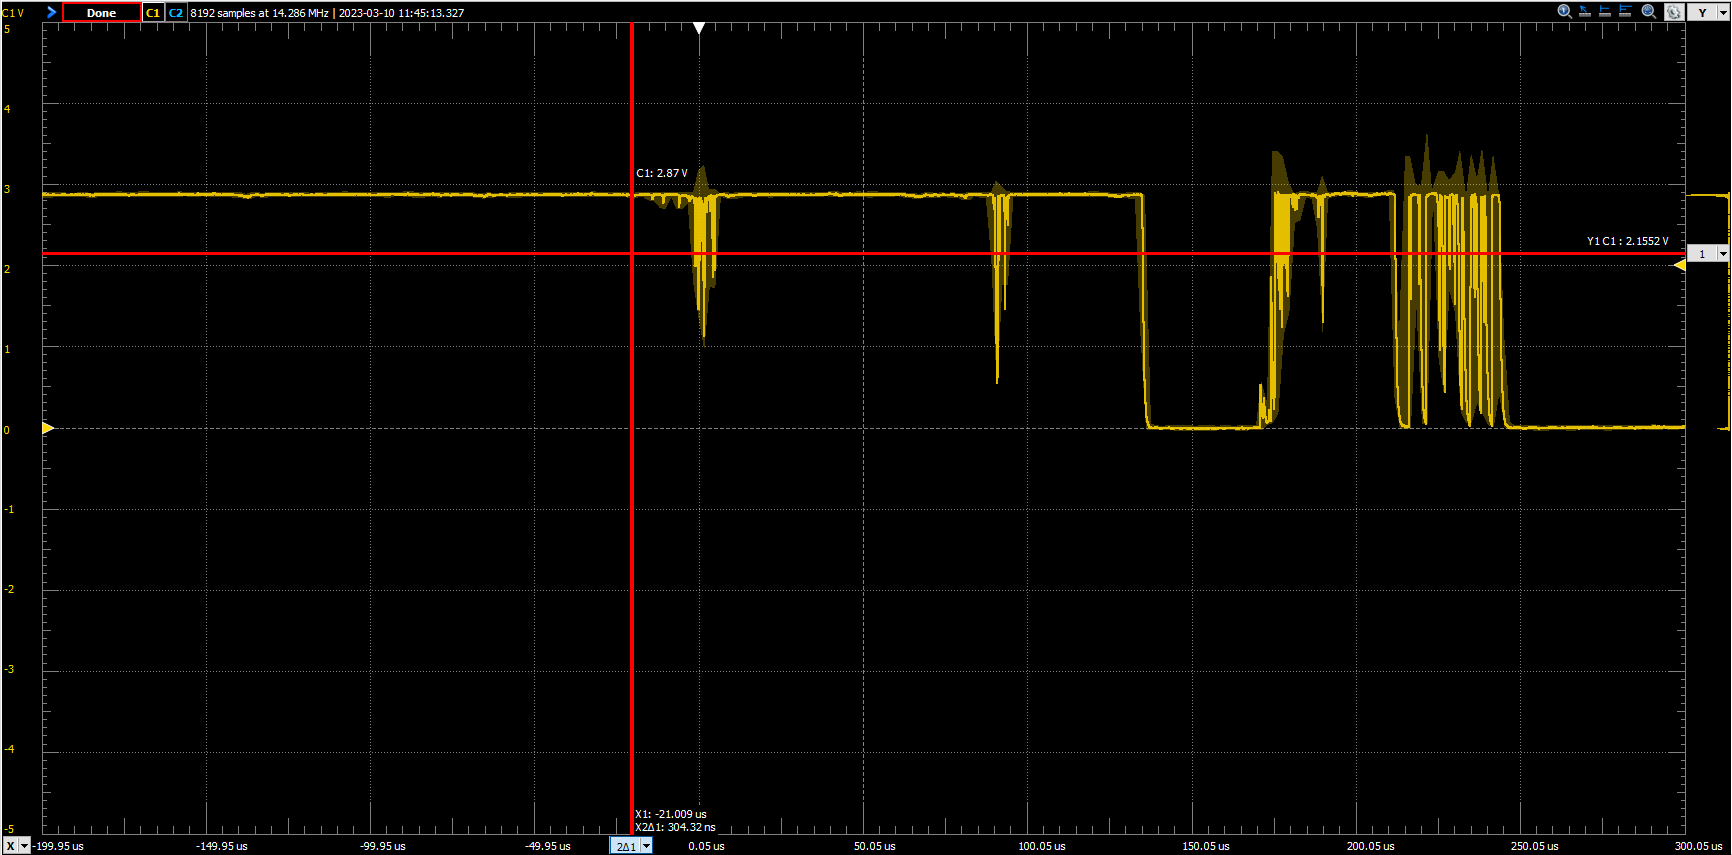 C1 V Done C1 C2 8192 samples at 14.286 MHz | 2023-03-10 11:45:13.327 Y
5
4
C1: 2.87 V
3
Y1 C1 : 2.1552 V
1
2
1
0
-1
-2
-3
-4
X1: -21.009 us
X2Δ1: 304.32 ns
-5
X -199.95 us -149.95 us -99.95 us -49.95 us 2Δ1 0.05 us 50.05 us 100.05 us 150.05 us 200.05 us 250.05 us 300.05 us